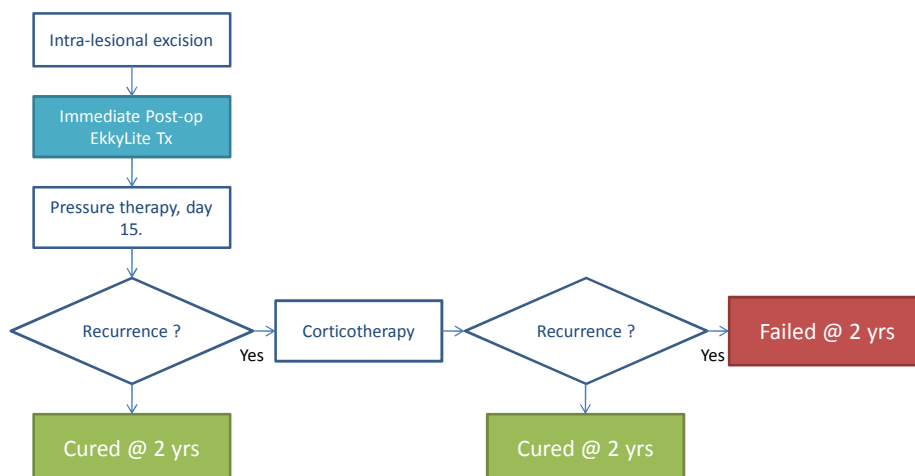 Intra-lesional excision
Immediate Post-op
EkkyLite Tx
Pressure therapy, day
15.
Recurrence ?
Yes
Corticotherapy
Recurrence ?
Yes
Failed @ 2 yrs
Cured @ 2 yrs
Cured @ 2 yrs